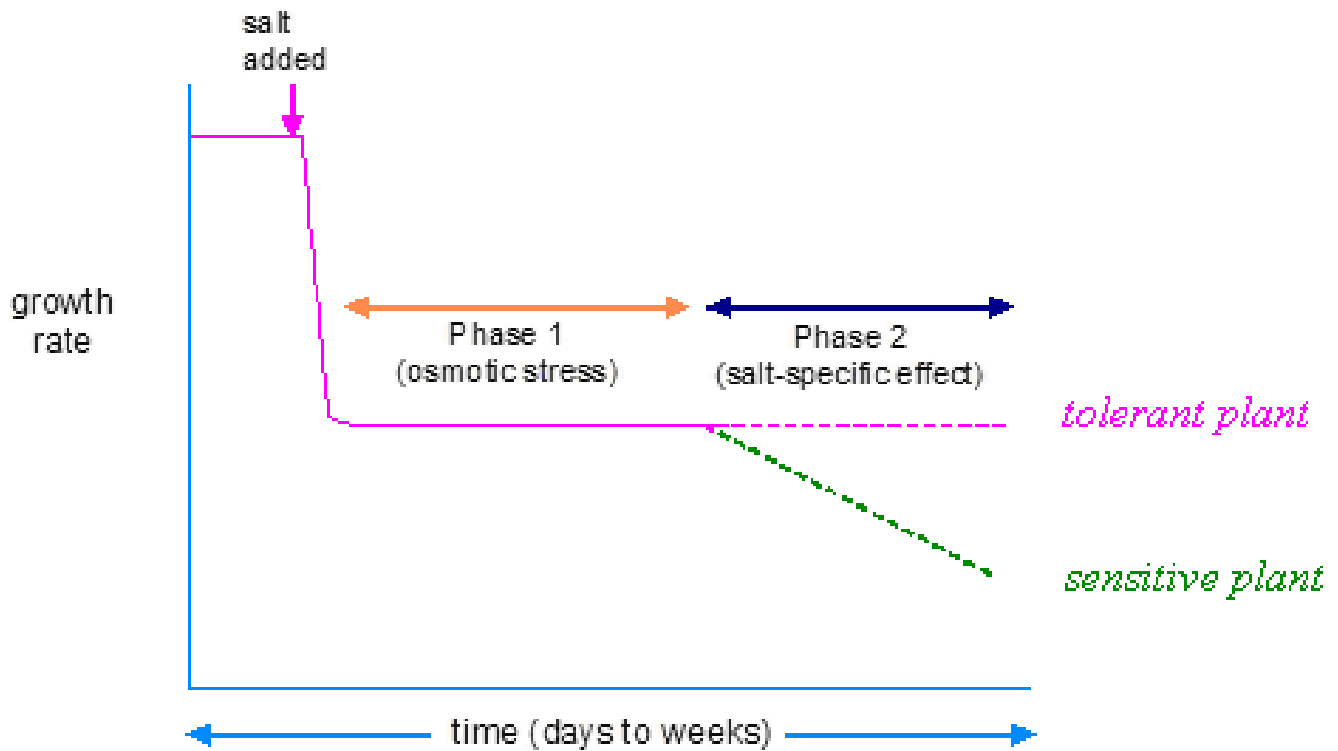 salt
added
growth
rate
Phase 1
(osmotic stress)
Phase 2
(salt-specific effect)
tolerant plant
sensitive plant
time (days to weeks)